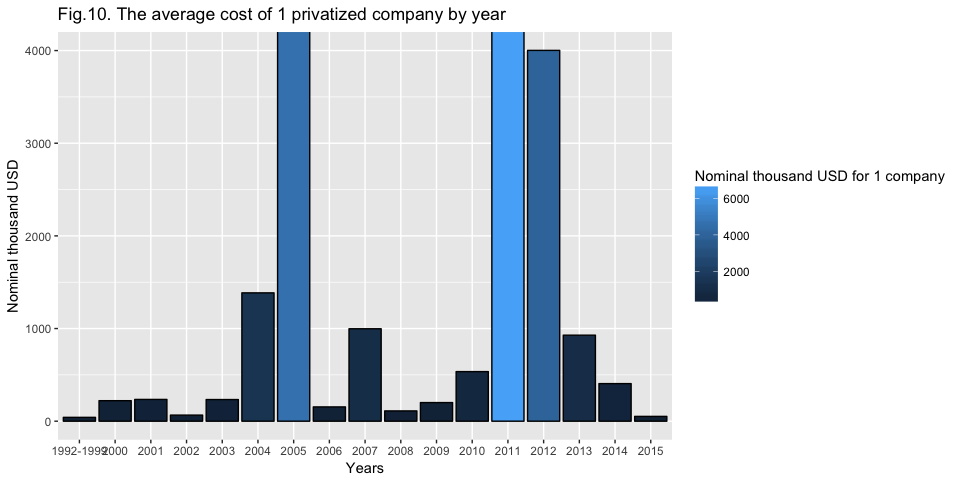 Fig.10. The average cost of 1 privatized company by year
Nominal thousand USD
4000
3000
2000
1000
0
1992-1999 2000 2001 2002 2003 2004 2005 2006 2007 2008 2009 2010 2011 2012 2013 2014 2015
Years
Nominal thousand USD for 1 company
6000
4000
2000